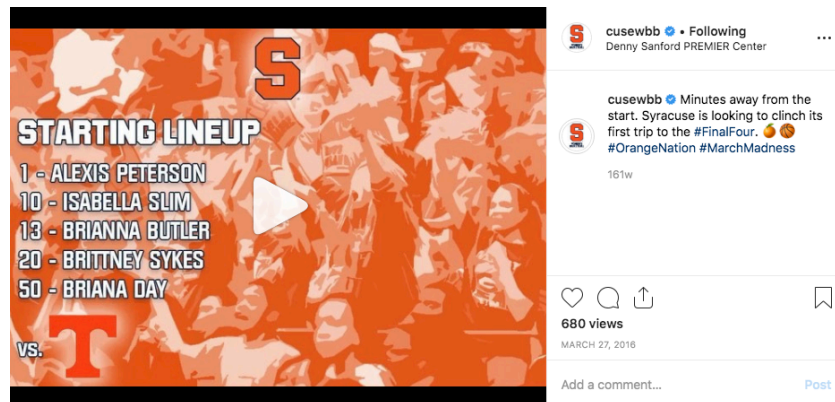 S
STARTING LINEUP
1 - ALEXIS PETERSON
10 - ISABELLA SLIM
13 - BRIANNA BUTLER
20 - BRITTNEY SYKES
50 - BRIANA DAY
VS. T
cusewbb • Following
Denny Sanford PREMIER Center
cusewbb Minutes away from the
start. Syracuse is looking to clinch its
first trip to the #FinalFour. 🍊 🏀
#OrangeNation #MarchMadness
161w
680 views
MARCH 27, 2016
Add a comment...
Post